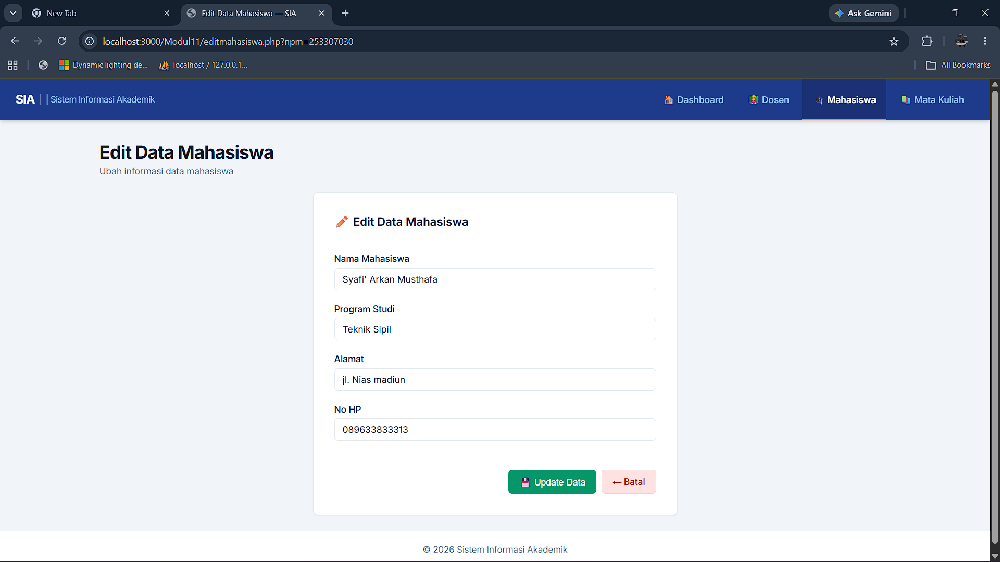 New Tab
Edit Data Mahasiswa — SIA
Ask Gemini
localhost:3000/Modul11/editmahasiswa.php?npm=253307030
Dynamic lighting de...
localhost / 127.0.0.1...
All Bookmarks
SIA | Sistem Informasi Akademik
Dashboard
Dosen
Mahasiswa
Mata Kuliah
Edit Data Mahasiswa
Ubah informasi data mahasiswa
Edit Data Mahasiswa
Nama Mahasiswa
Syafi' Arkan Musthafa
Program Studi
Teknik Sipil
Alamat
jl. Nias madiun
No HP
089633833313
Update Data
← Batal
© 2026 Sistem Informasi Akademik